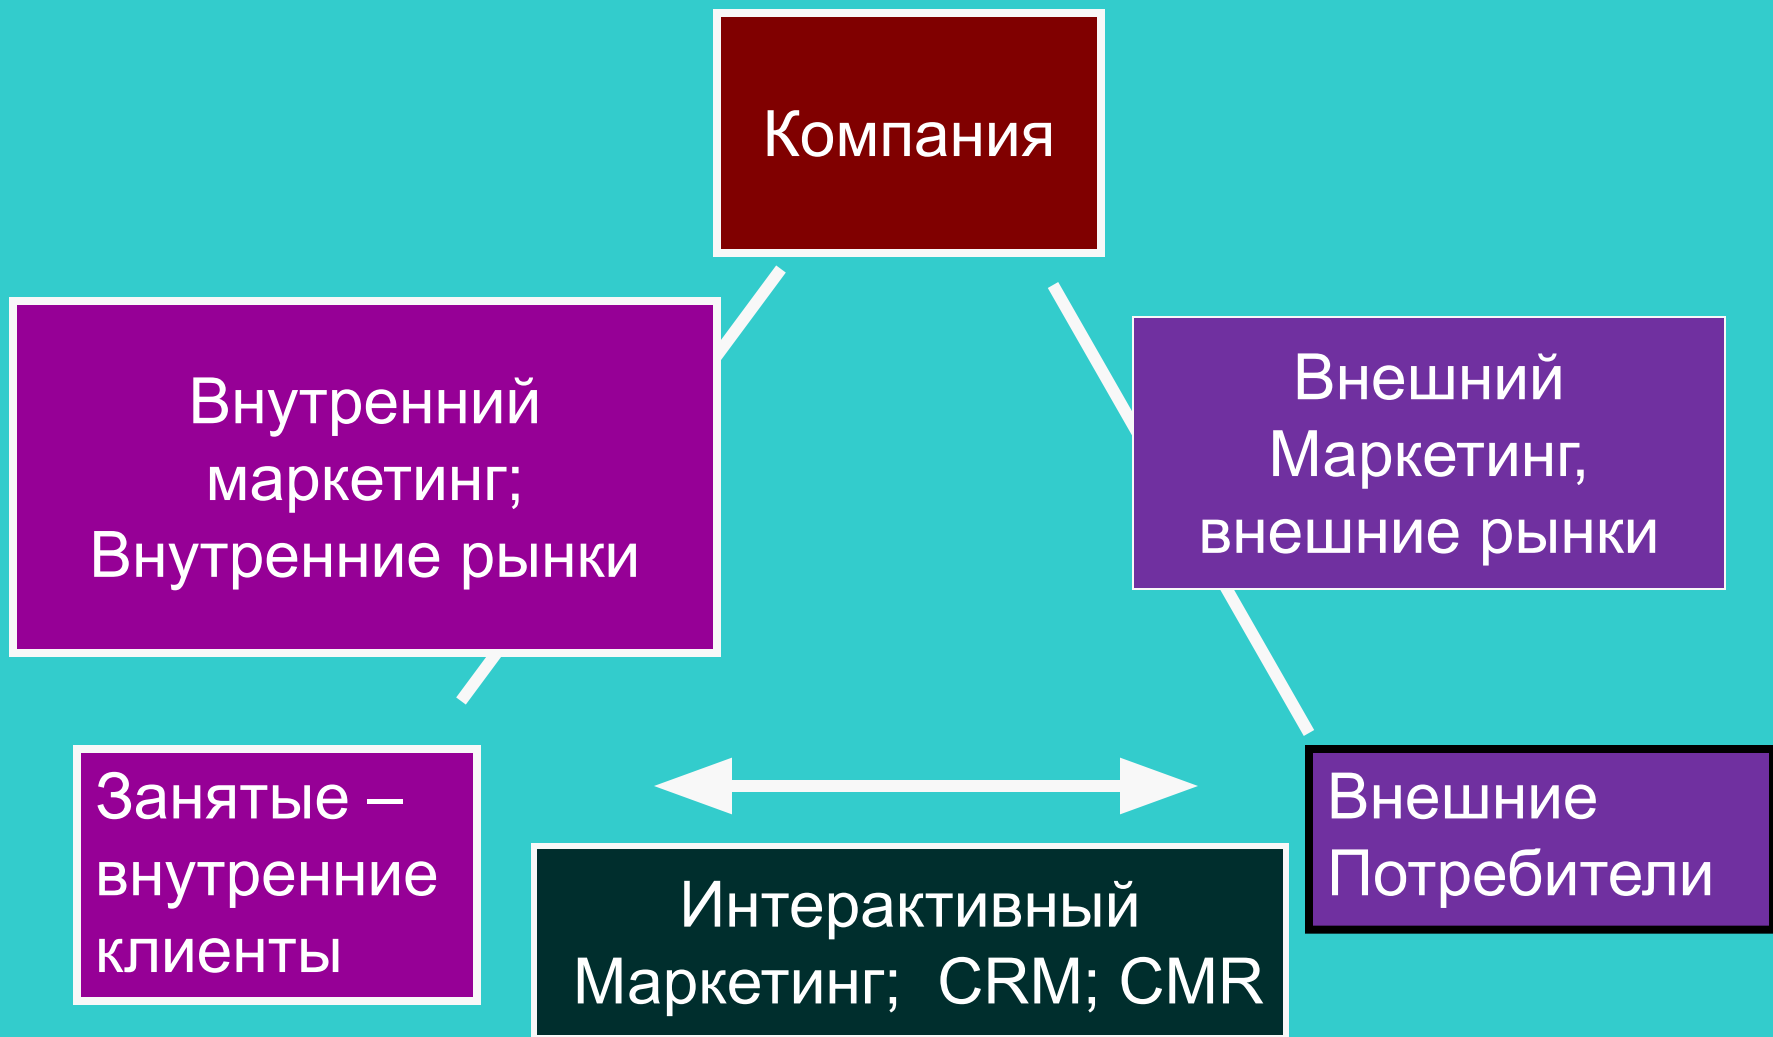 Компания
Внутренний
маркетинг;
Внутренние рынки
Внешний
Маркетинг,
внешние рынки
Занятые –
внутренние
клиенты
Интерактивный
Маркетинг;  CRM; CMR
Внешние
Потребители